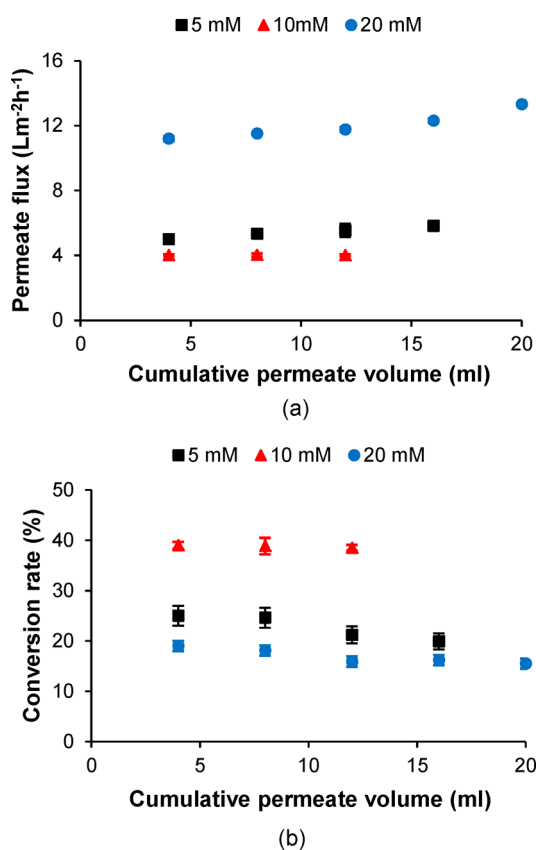 5 mM 10mM 20 mM
16
12
8
4
0
0 5 10 15 20
Permeate flux (Lm-2h-1)
Cumulative permeate volume (ml)
(a)
5 mM 10 mM 20 mM
50
40
30
20
10
0
0 5 10 15 20
Conversion rate (%)
Cumulative permeate volume (ml)
(b)